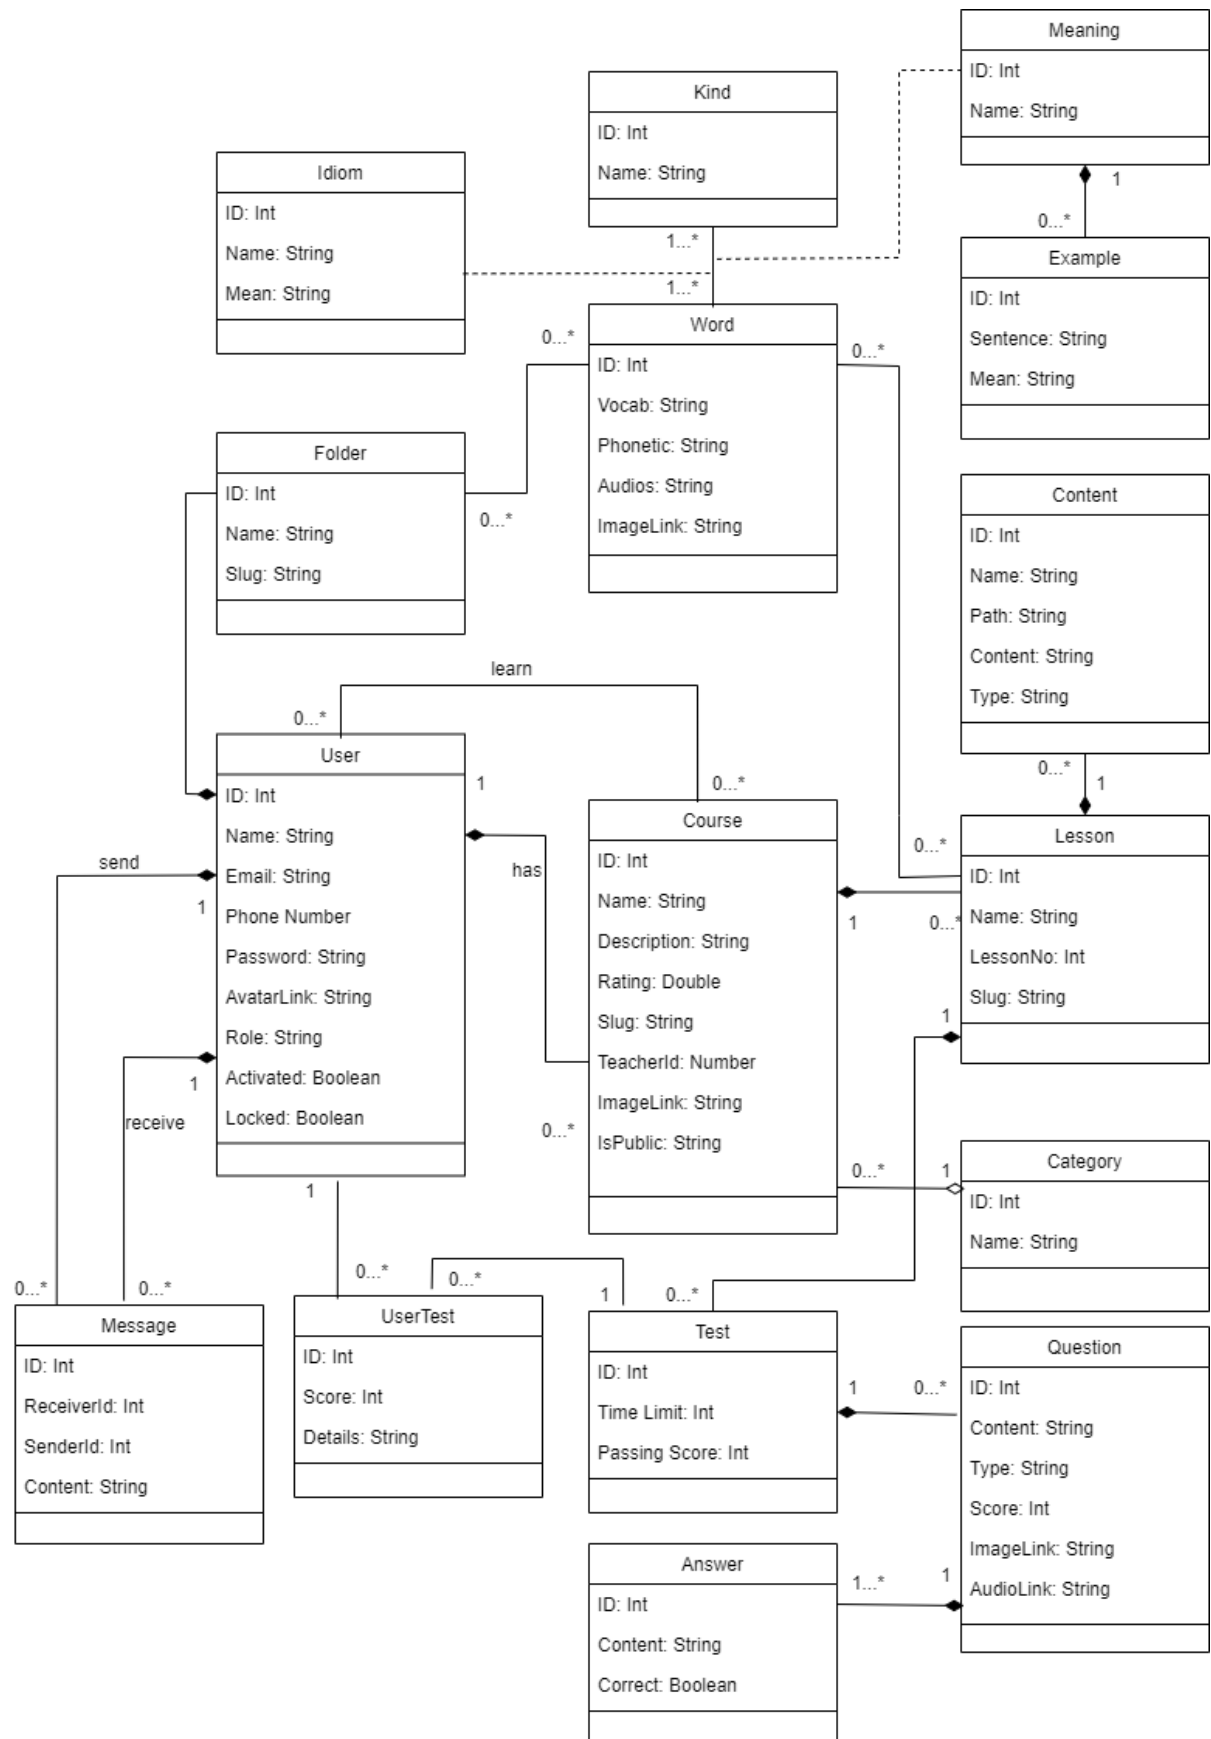 Meaning
ID: Int
Name: String
1
0...*
Kind
ID: Int
Name: String
1...*
1...*
Idiom
ID: Int
Name: String
Mean: String
Example
ID: Int
Sentence: String
Mean: String
Word
ID: Int
Vocab: String
Phonetic: String
Audios: String
ImageLink: String
0...*
0...*
0...*
Folder
ID: Int
Name: String
Slug: String
Content
ID: Int
Name: String
Path: String
Content: String
Type: String
0...*
1
learn
0...*
0...*
User
ID: Int
Name: String
Email: String
Phone Number
Password: String
AvatarLink: String
Role: String
Activated: Boolean
Locked: Boolean
1
has
0...*
send
1
1
receive
1
0...*
0...*
0...*
Course
ID: Int
Name: String
Description: String
Rating: Double
Slug: String
TeacherId: Number
ImageLink: String
IsPublic: String
0...*
1
0...*
Lesson
ID: Int
Name: String
LessonNo: Int
Slug: String
1
0...*
1
Category
ID: Int
Name: String
Message
ID: Int
ReceiverId: Int
SenderId: Int
Content: String
0...*
1
0...*
UserTest
ID: Int
Score: Int
Details: String
Test
ID: Int
Time Limit: Int
Passing Score: Int
1
0...*
Question
ID: Int
Content: String
Type: String
Score: Int
ImageLink: String
AudioLink: String
1...*
1
Answer
ID: Int
Content: String
Correct: Boolean